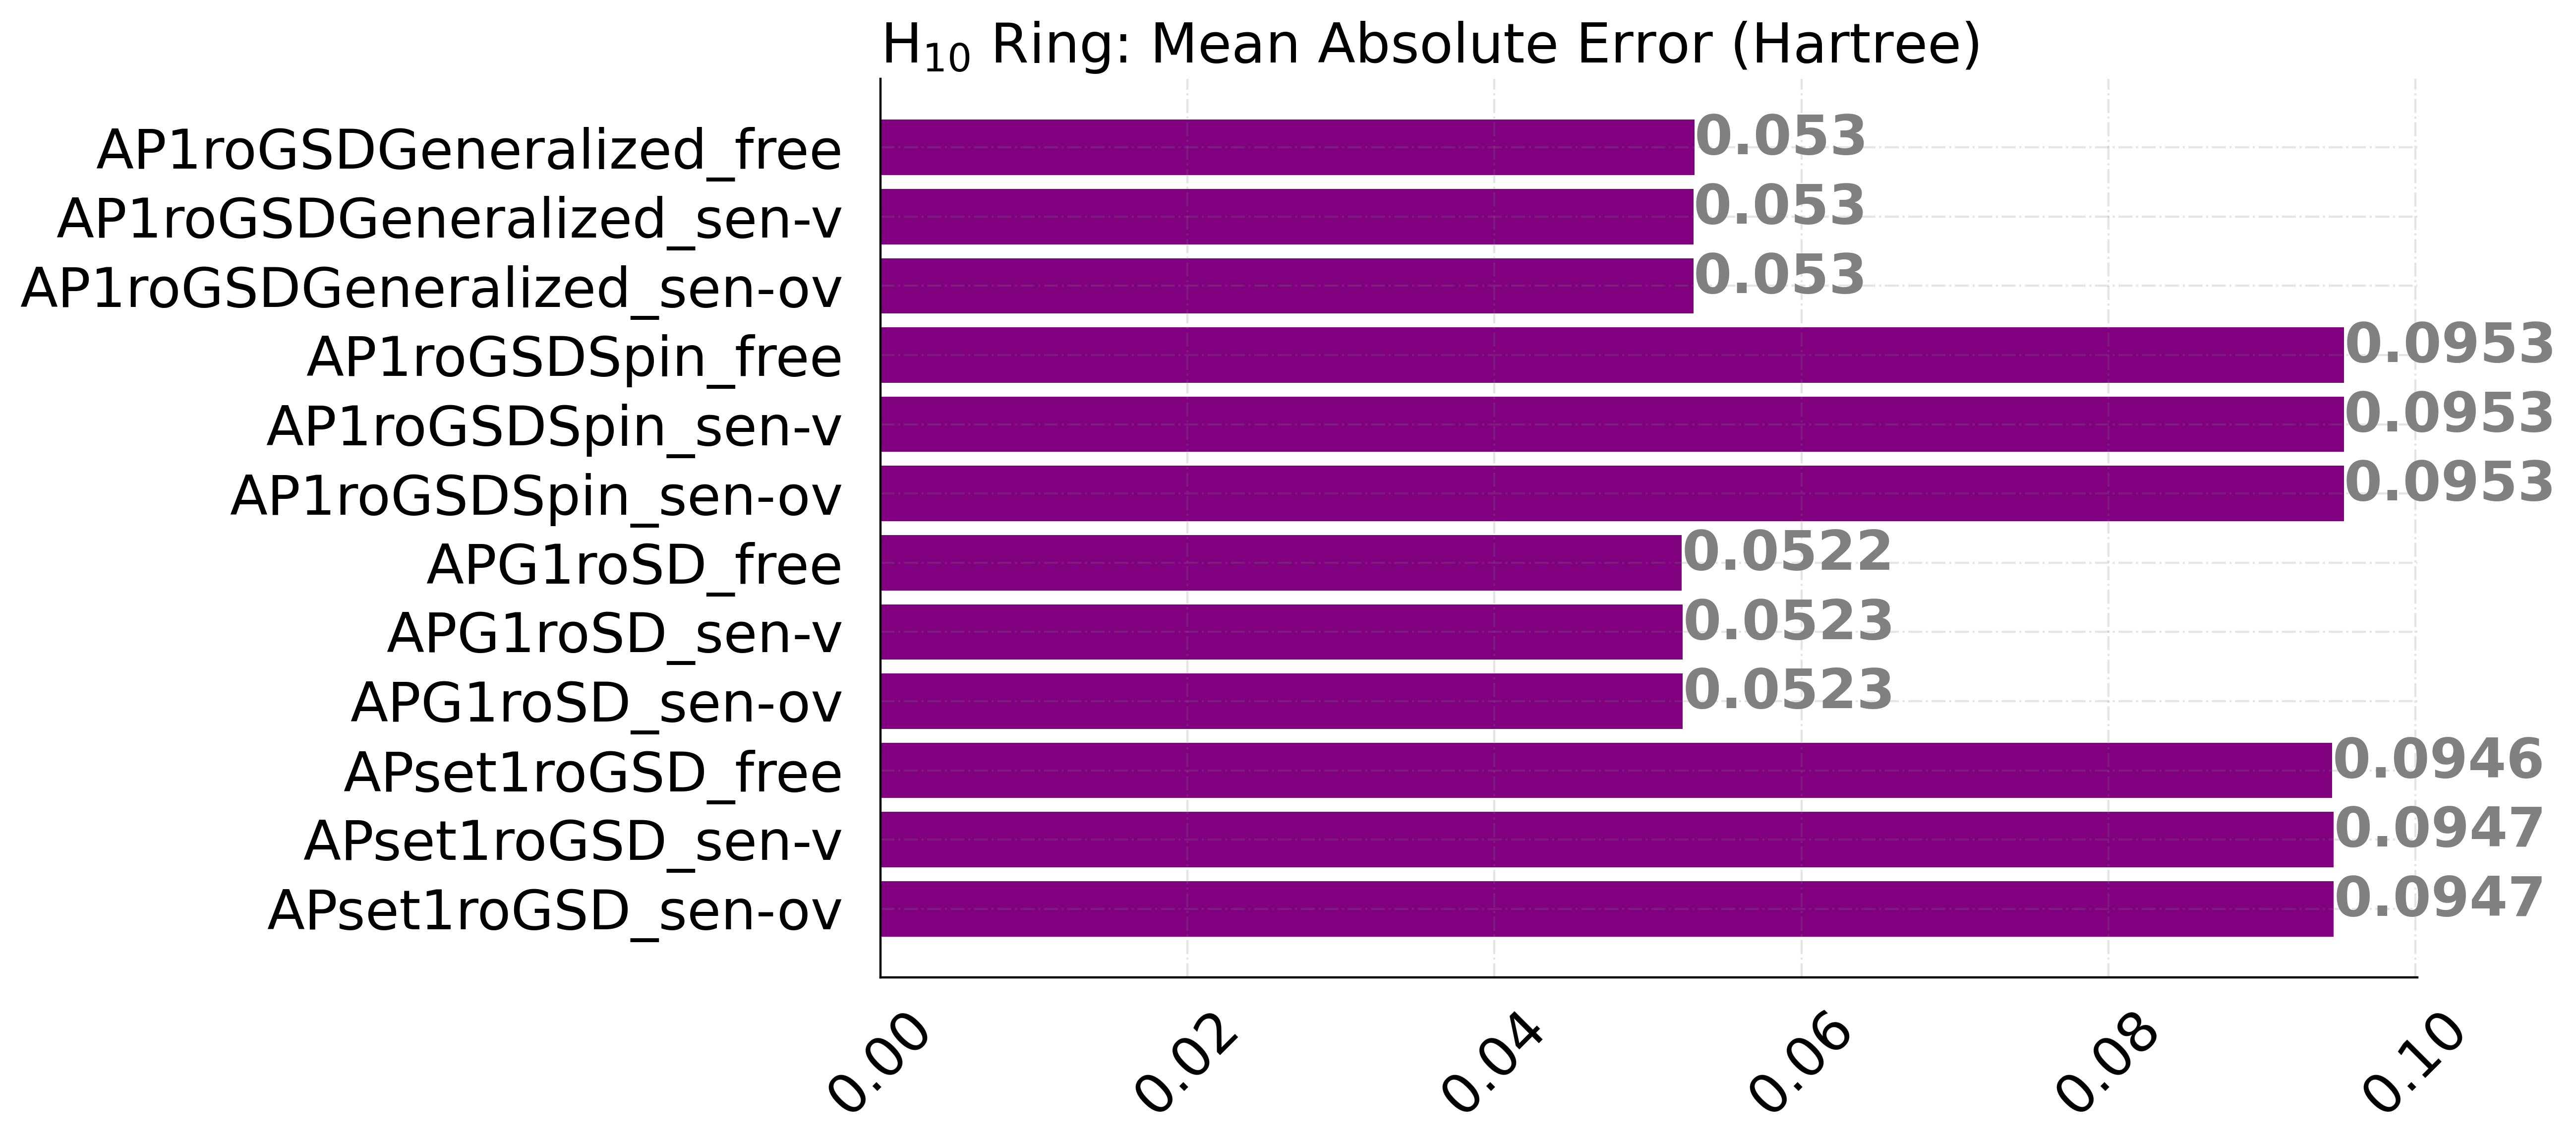 H₁₀ Ring: Mean Absolute Error (Hartree)
AP1roGSDGeneralized_free 0.053
AP1roGSDGeneralized_sen-v 0.053
AP1roGSDGeneralized_sen-ov 0.053
AP1roGSDSpin_free 0.0953
AP1roGSDSpin_sen-v 0.0953
AP1roGSDSpin_sen-ov 0.0953
APG1roSD_free 0.0522
APG1roSD_sen-v 0.0523
APG1roSD_sen-ov 0.0523
APset1roGSD_free 0.0946
APset1roGSD_sen-v 0.0947
APset1roGSD_sen-ov 0.0947
0.00 0.02 0.04 0.06 0.08 0.10